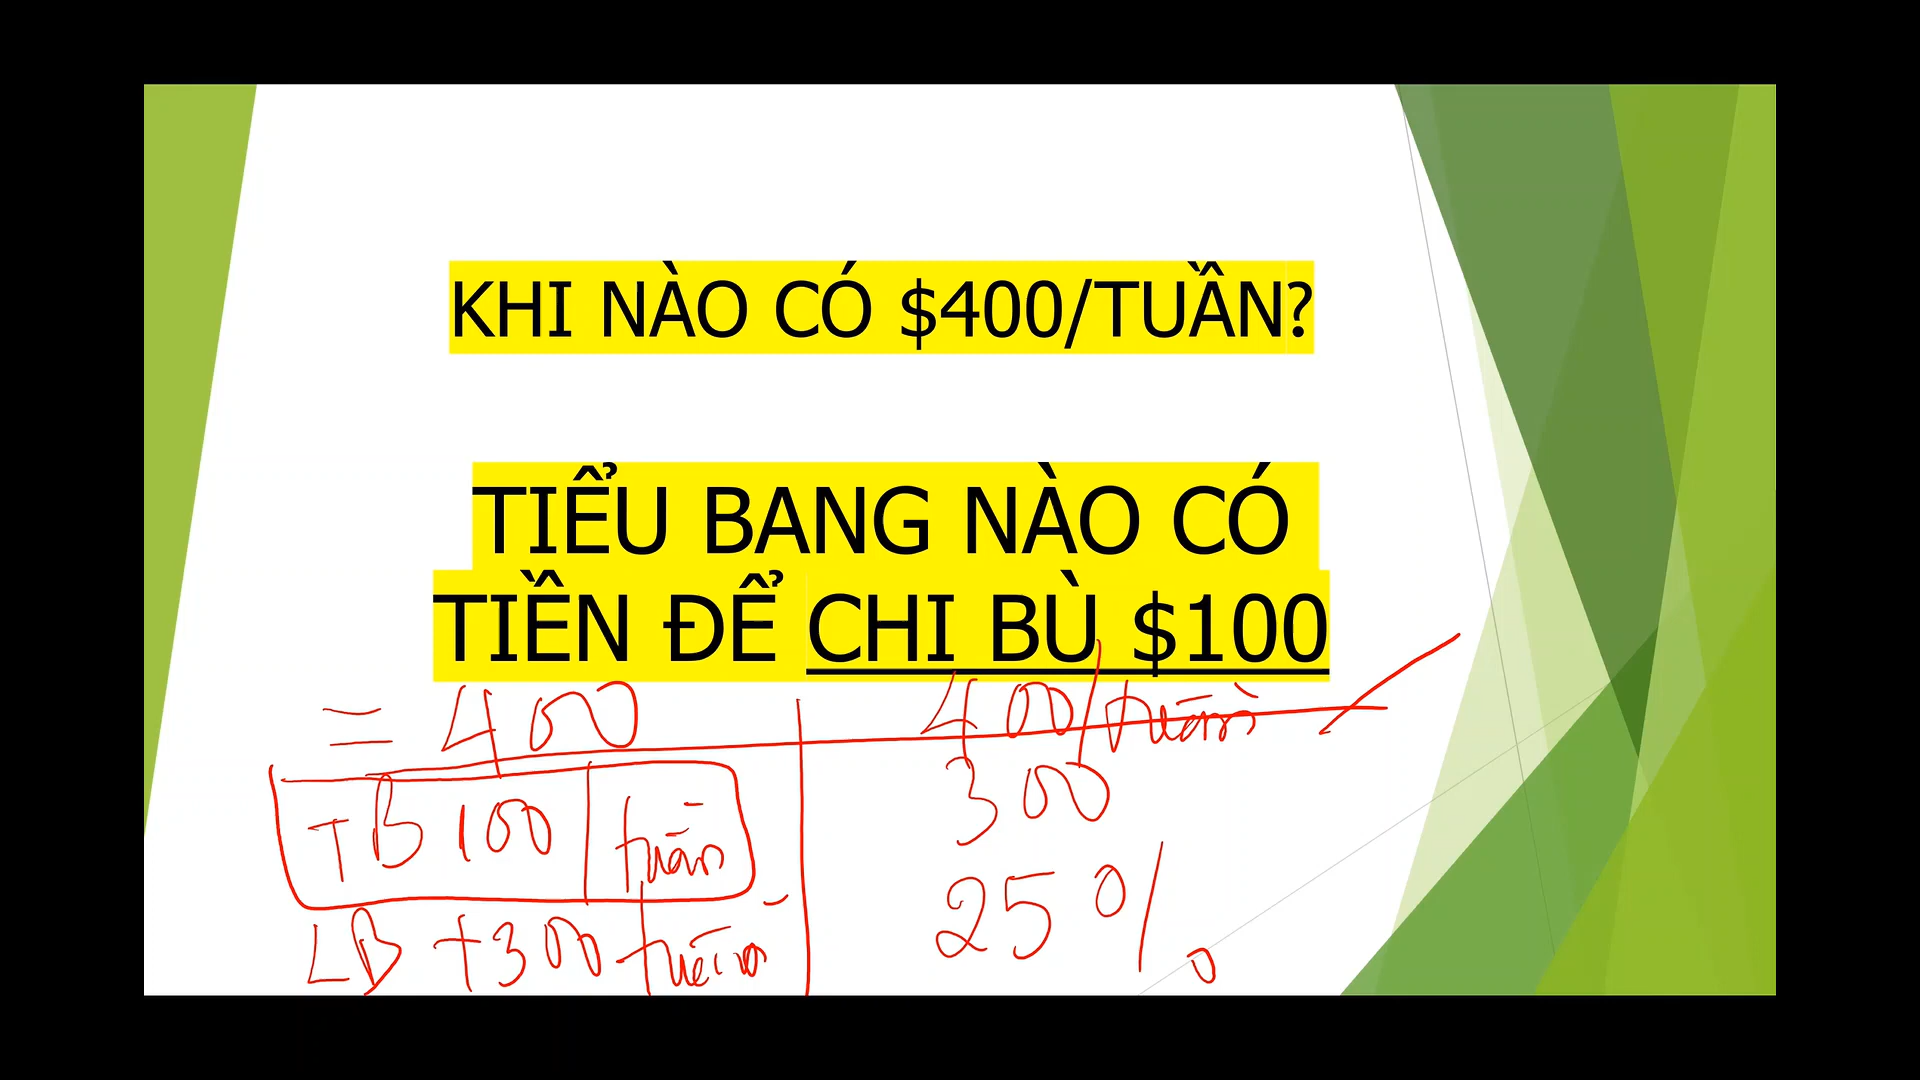 KHI NÀO CÓ $400/TUẦN?
TIỂU BANG NÀO CÓ
TIỀN ĐỂ CHI BÙ $100
= 400
TB 100 tuần
LB +300 tuần
400/tuần
300
25%